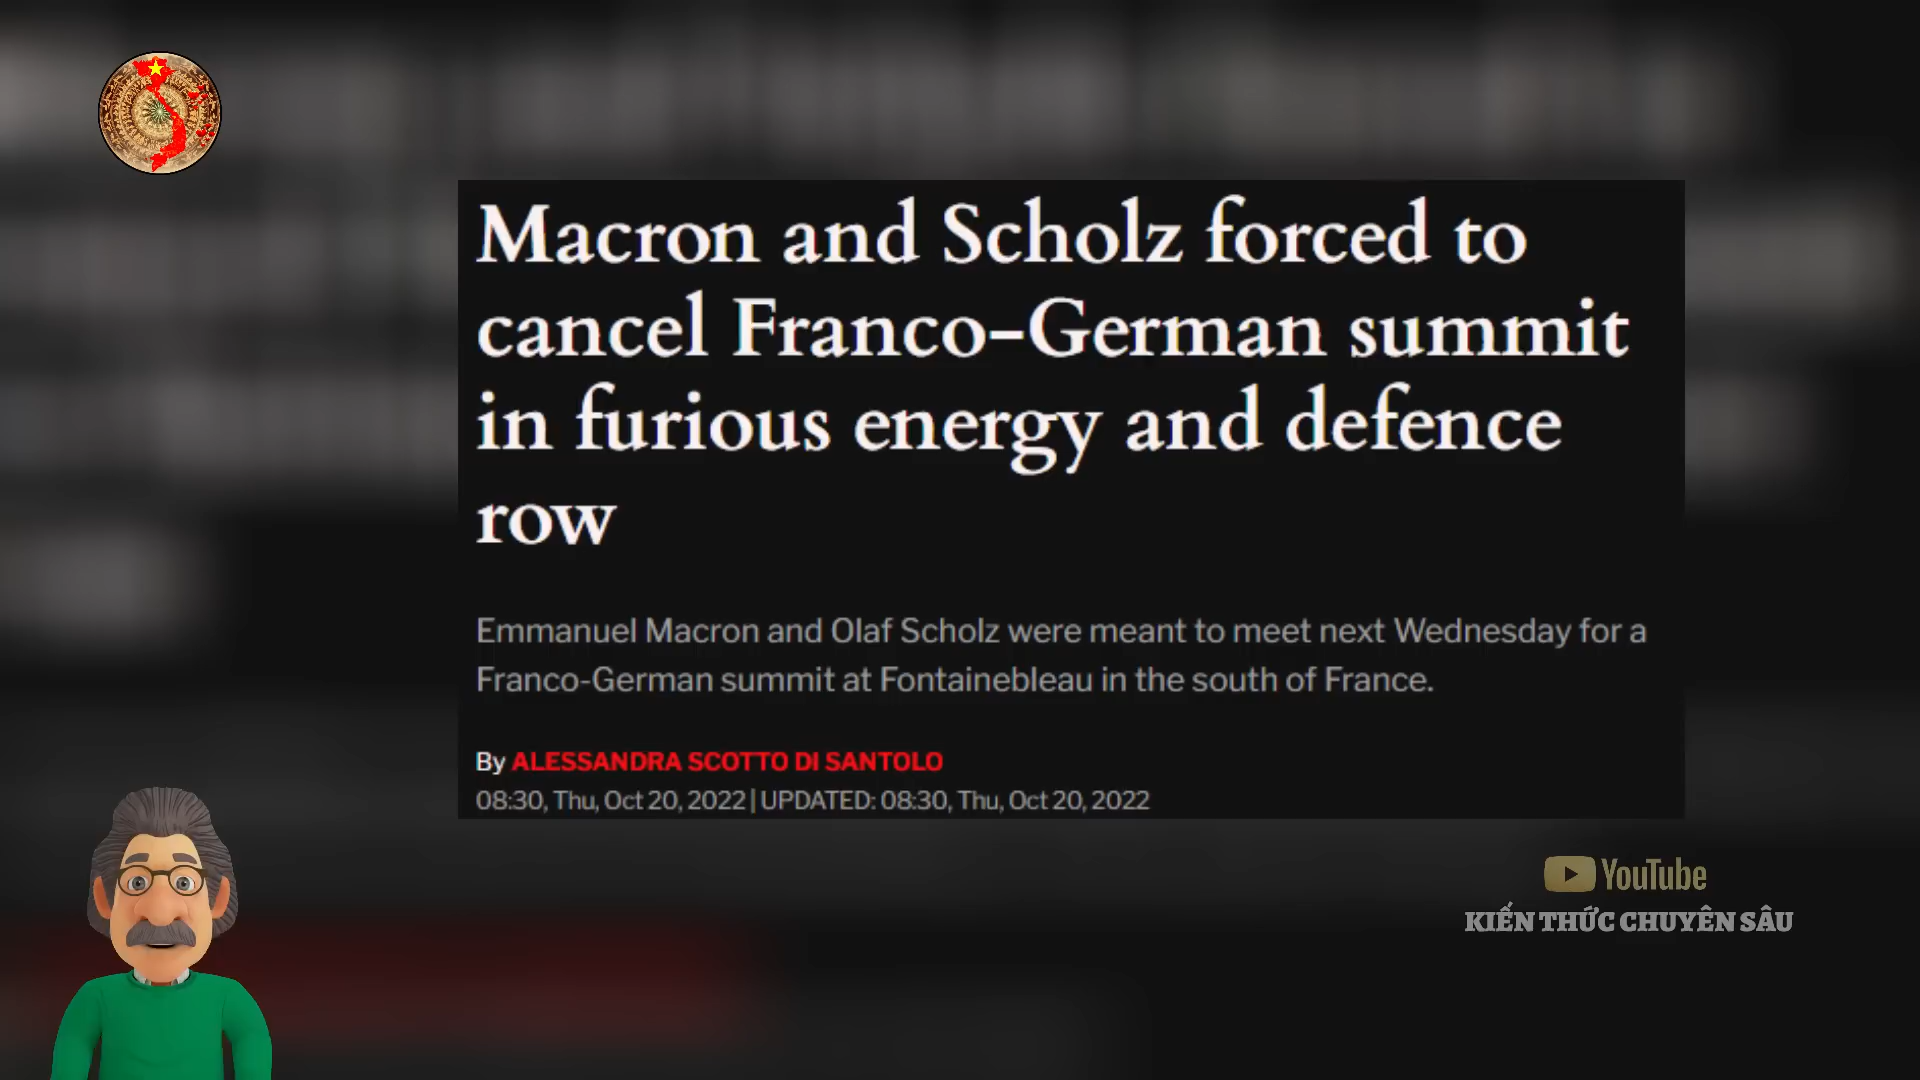 Macron and Scholz forced to
cancel Franco-German summit
in furious energy and defence
row
Emmanuel Macron and Olaf Scholz were meant to meet next Wednesday for a
Franco-German summit at Fontainebleau in the south of France.
By ALESSANDRA SCOTTO DI SANTOLO
08:30, Thu, Oct 20, 2022 | UPDATED: 08:30, Thu, Oct 20, 2022
YouTube
KIẾN THỨC CHUYÊN SÂU